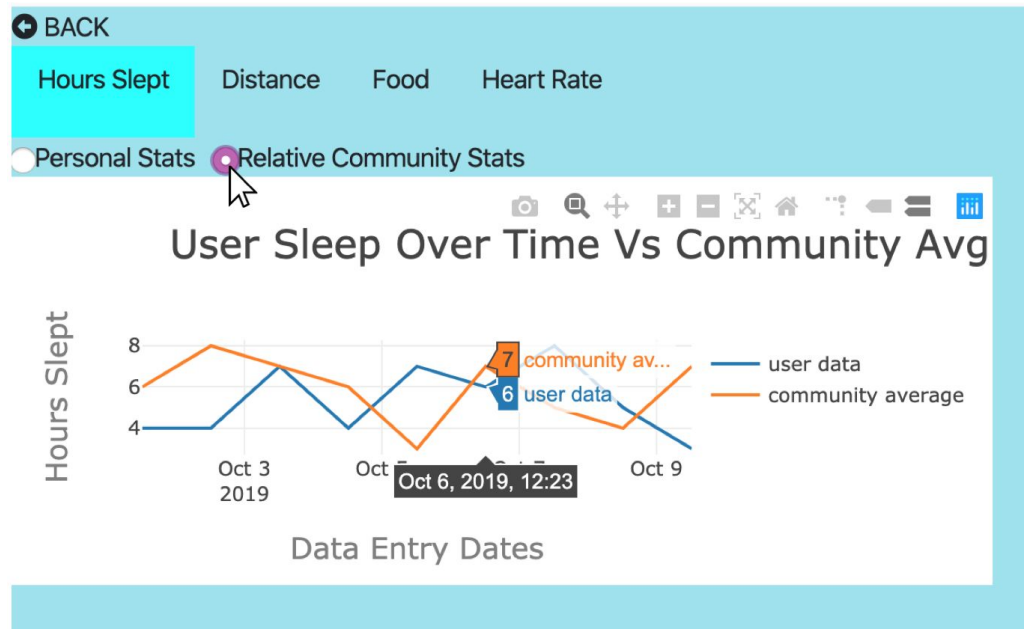 BACK
Hours Slept Distance Food Heart Rate
Personal Stats Relative Community Stats
User Sleep Over Time Vs Community Avg
Hours Slept
8
6
4
7 community av...
6 user data
user data
community average
Oct 3 Oct Oct 9
2019
Oct 6, 2019, 12:23
Data Entry Dates